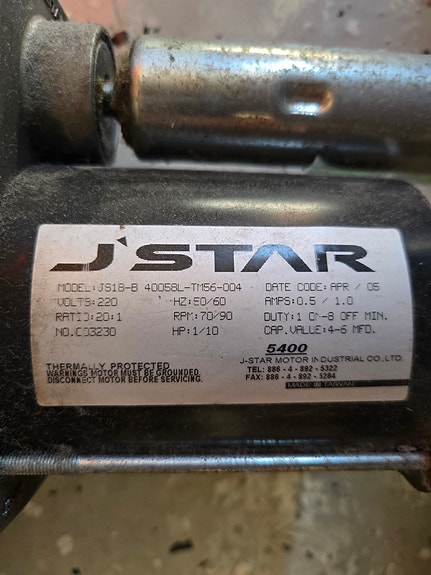 J'STAR
MODEL:JS18-B 40058L-TM56-004 DATE CODE:APR / 05
VOLTS:220 HZ:50/60 AMPS:0.5 / 1.0
RATIO:20:1 RPM:70/90 DUTY:1 ON-8 OFF MIN.
NO.C03230 HP:1/10 CAP.VALUE:4-6 MFD.
5400
J-STAR MOTOR INDUSTRIAL CO.,LTD.
THERMALLY PROTECTED
WARNINGS MOTOR MUST BE GROUNDED
DISCONNECT MOTOR BEFORE SERVICING.
TEL: 886 - 4 - 892 - 5322
FAX: 886 - 4 - 892 - 5284
MADE IN TAIWAN